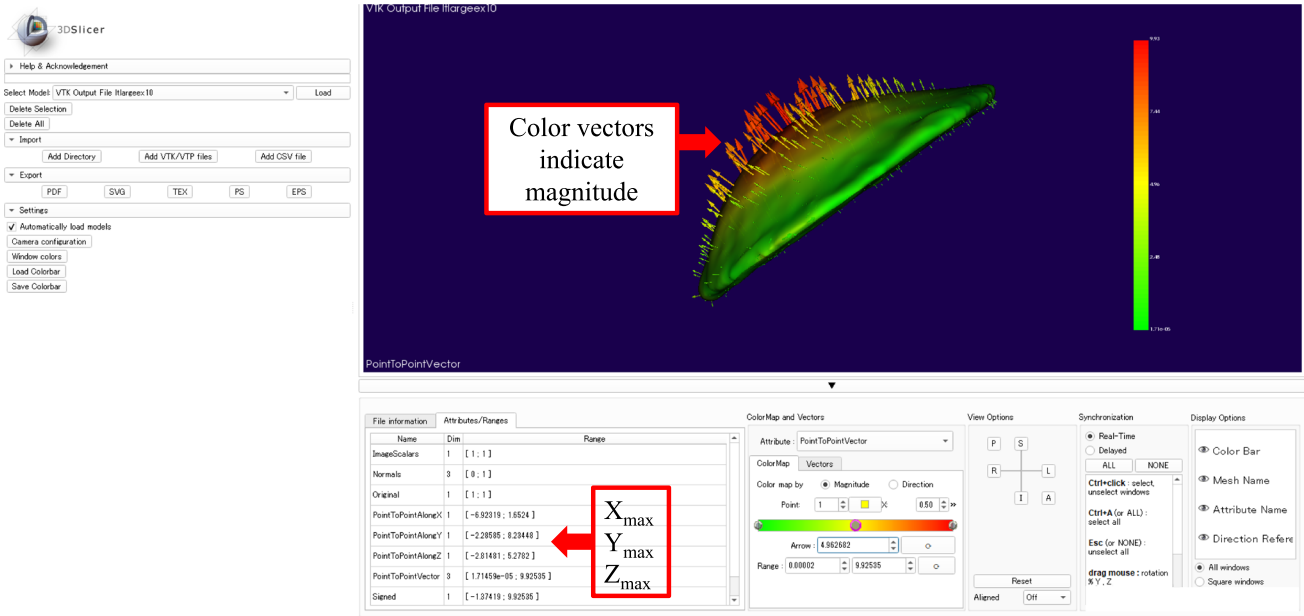 3DSlicer
Help & Acknowledgement
Select Model: VTK Output File ltlargeex10 Load
Delete Selection
Delete All
Import
Add Directory Add VTK/VTP files Add CSV file
Export
PDF SVG TEX PS EPS
Settings
Automatically load models
Camera configuration
Window colors
Load Colorbar
Save Colorbar
VTK Output File ltlargeex10
Color vectors
indicate
magnitude
9.93
7.44
4.96
2.48
1.71e-05
PointToPointVector
File information Attributes/Ranges
Name Dim Range
ImageScalars 1 [ 1 ; 1 ]
Normals 3 [ 0 ; 1 ]
Original 1 [ 1 ; 1 ]
PointToPointAlongX 1 [ -6.92319 ; 1.6524 ]
PointToPointAlongY 1 [ -2.28585 ; 8.28448 ]
PointToPointAlongZ 1 [ -2.81481 ; 5.2782 ]
PointToPointVector 3 [ 1.71459e-05 ; 9.92535 ]
Signed 1 [ -1.37419 ; 9.92535 ]
Xmax
Ymax
Zmax
ColorMap and Vectors
Attribute : PointToPointVector
ColorMap Vectors
Color map by Magnitude Direction
Point: 1 X 0.50 »
Arrow : 4.962682
Range : 0.00002 9.92535
View Options
P S
R L
I A
Reset
Aligned Off
Synchronization
Real-Time
Delayed
ALL NONE
Ctrl+click : select,
unselect windows
Ctrl+A (or ALL) :
select all
Esc (or NONE) :
unselect all
drag mouse : rotation
% Y , Z
Display Options
Color Bar
Mesh Name
Attribute Name
Direction Refere
All windows
Square windows